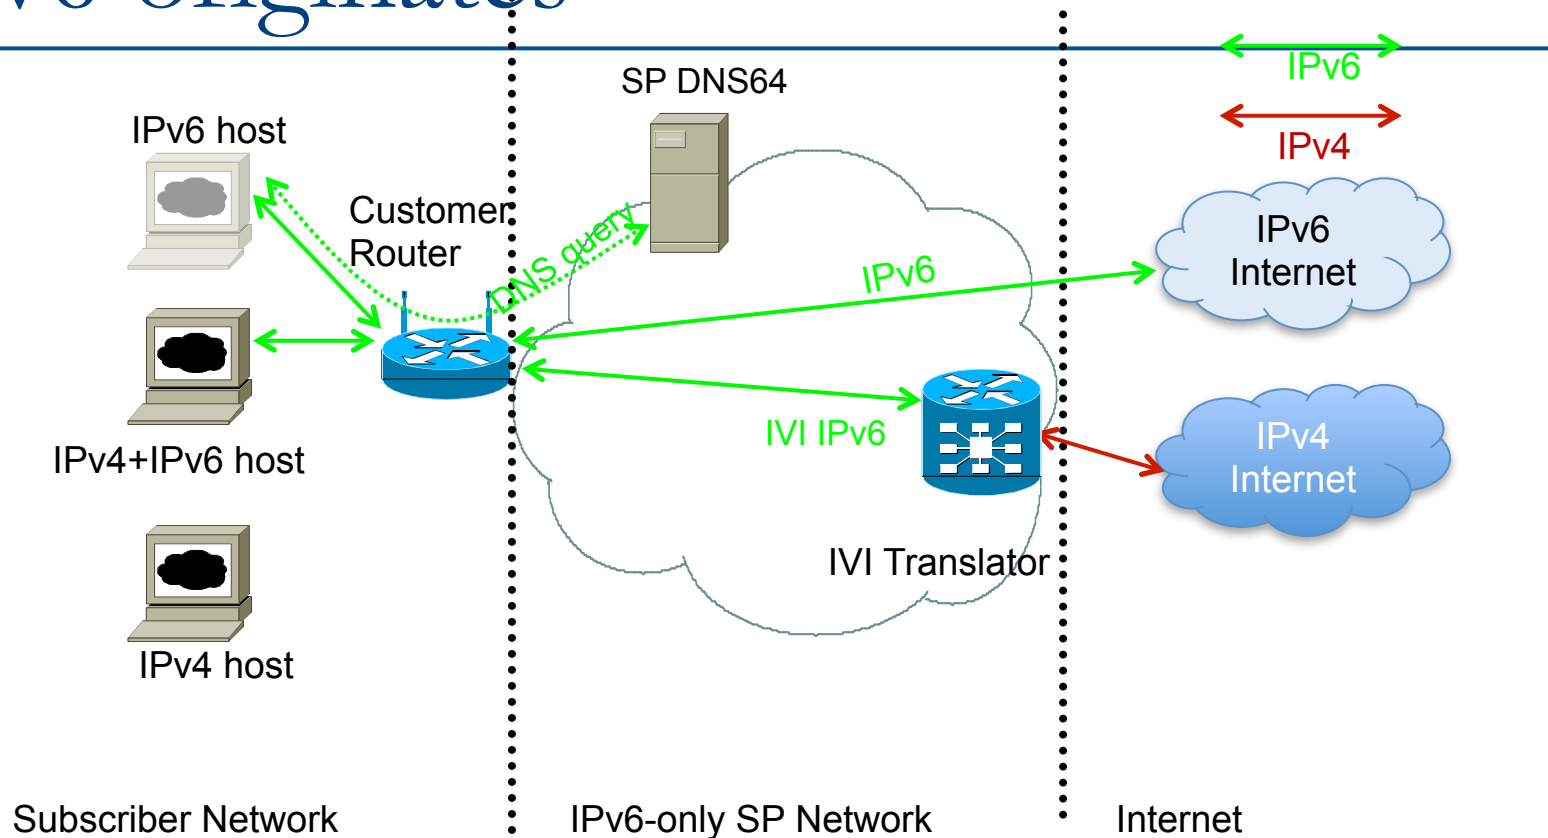 originates
SP DNS64
IPv6
IPv4
IPv6 host
Customer
Router
DNS query
IPv6
IPv6
Internet
IVI IPv6
IPv4
Internet
IPv4+IPv6 host
IVI Translator
IPv4 host
Subscriber Network
IPv6-only SP Network
Internet